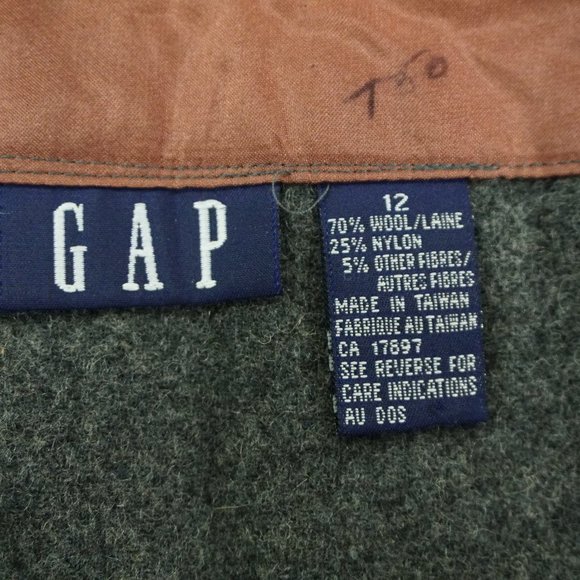 GAP
12
70% WOOL/LAINE
25% NYLON
5% OTHER FIBRES/
AUTRES FIBRES
MADE IN TAIWAN
FABRIQUE AU TAIWAN
CA 17897
SEE REVERSE FOR
CARE INDICATIONS
AU DOS